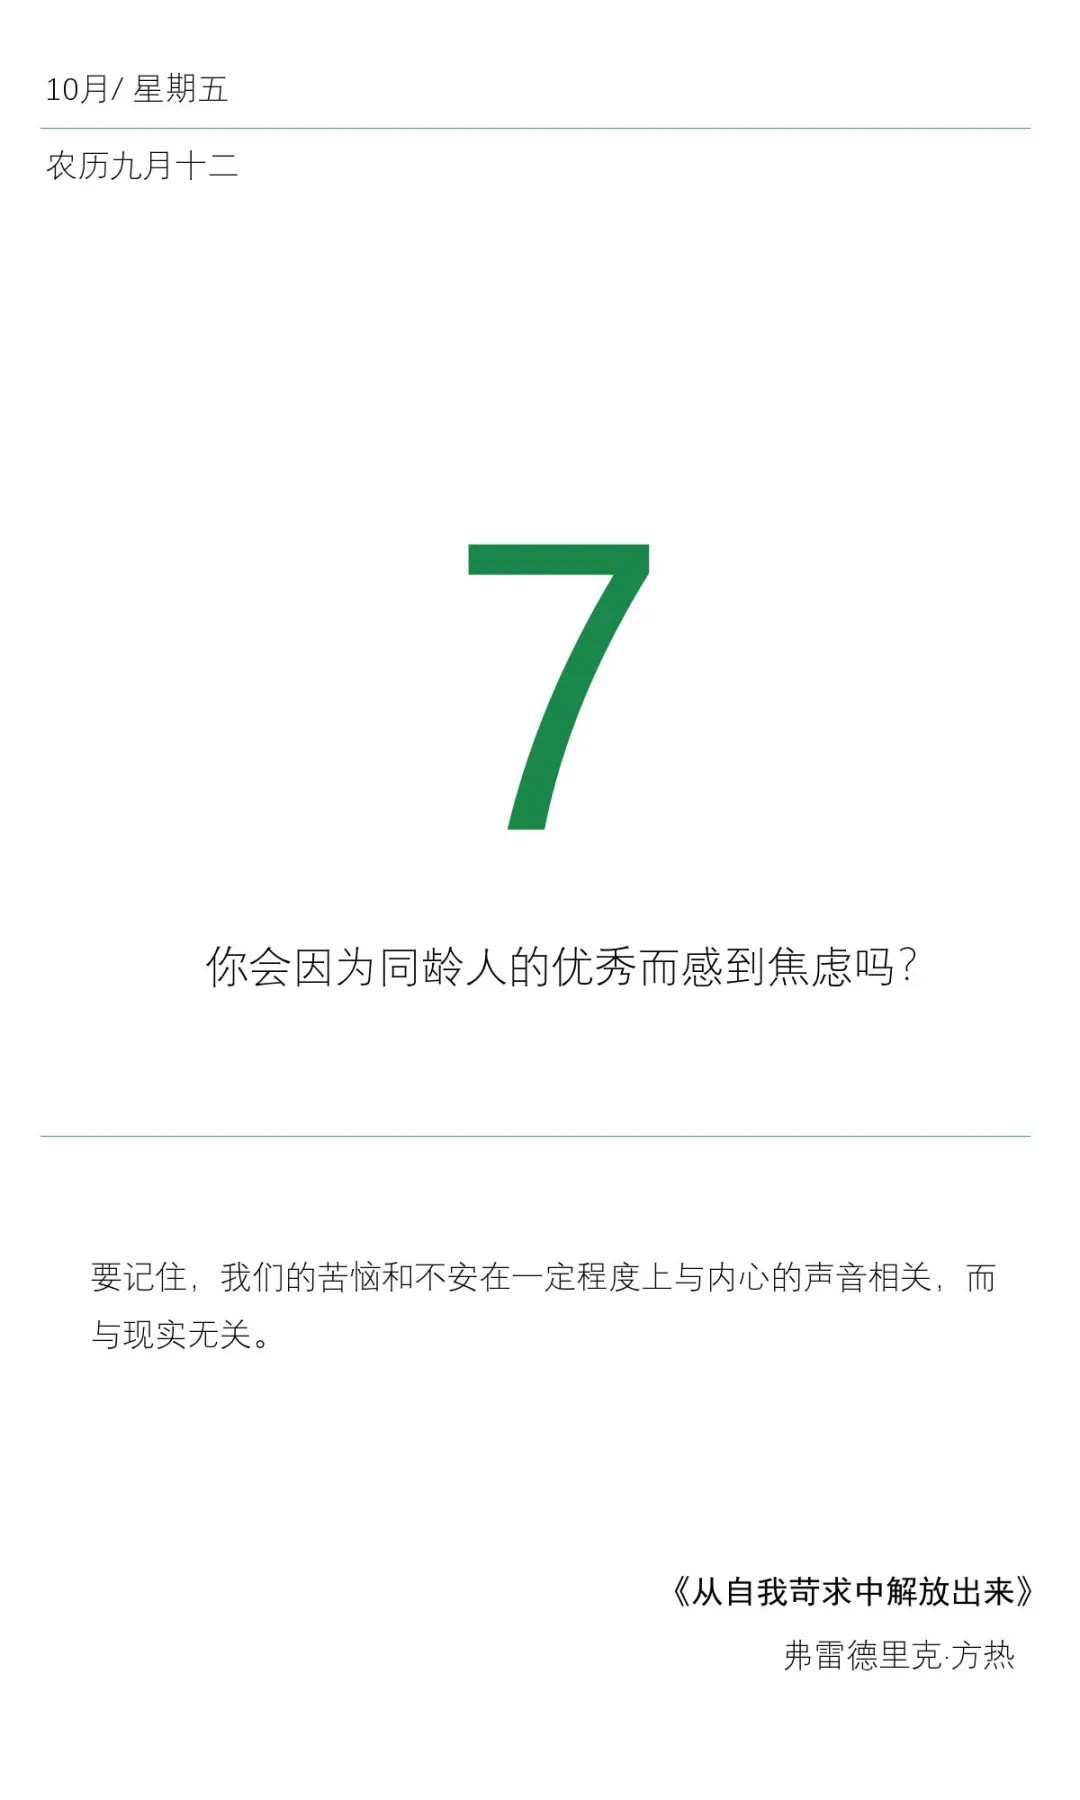 10月/ 星期五
农历九月十二
7
你会因为同龄人的优秀而感到焦虑吗？
要记住，我们的苦恼和不安在一定程度上与内心的声音相关，而
与现实无关。
《从自我苛求中解放出来》
弗雷德里克·方热